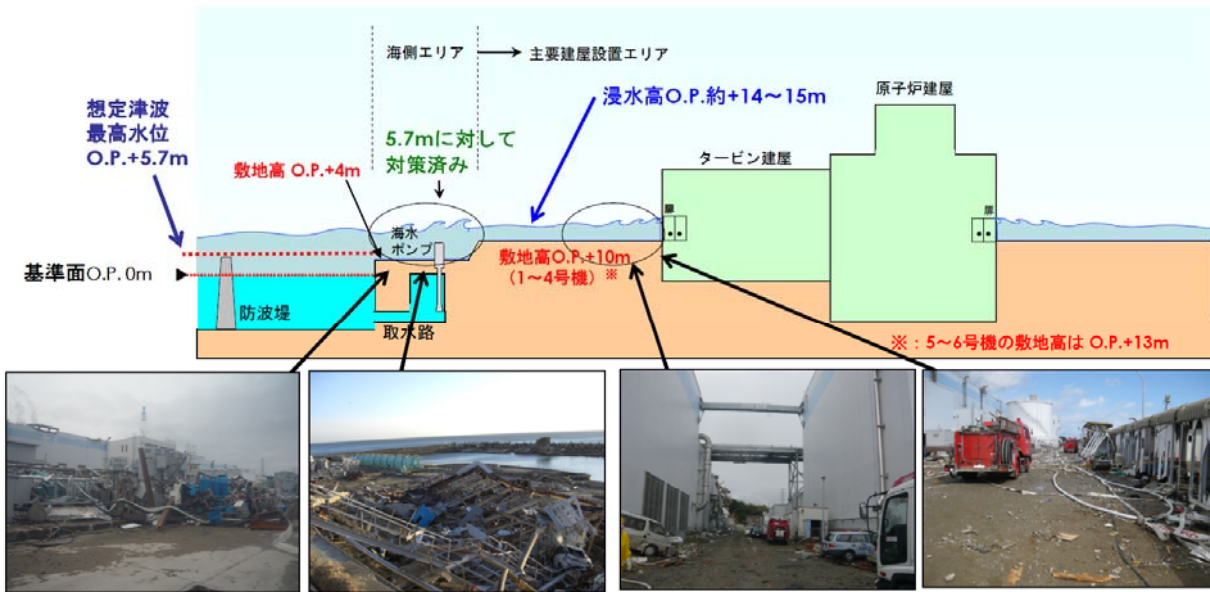 海側エリア
主要建屋設置エリア
原子炉建屋
想定津波
最高水位
O.P.+5.7m
浸水高O.P.約+14～15m
5.7mに対して
対策済み
タービン建屋
敷地高 O.P.+4m
扉
扉
海水
ポンプ
敷地高O.P.+10m
（1～4号機）※
基準面O.P. 0m
防波堤
取水路
※：5～6号機の敷地高は O.P.+13m